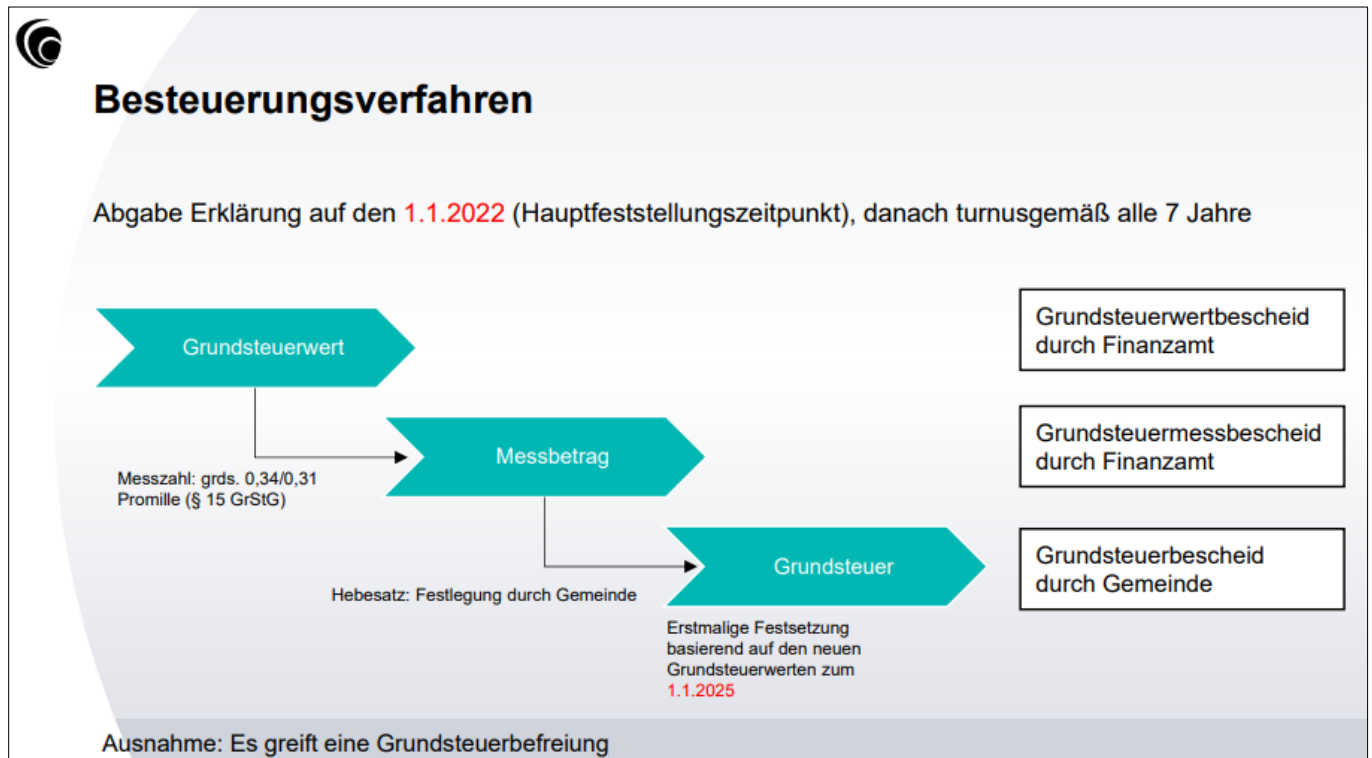 Besteuerungsverfahren
Abgabe Erklärung auf den 1.1.2022 (Hauptfeststellungszeitpunkt), danach turnusgemäß alle 7 Jahre
Grundsteuerwert
Grundsteuerwertbescheid
durch Finanzamt
Messzahl: grds. 0,34/0,31
Promille (§ 15 GrStG)
Messbetrag
Grundsteuermessbescheid
durch Finanzamt
Hebesatz: Festlegung durch Gemeinde
Grundsteuer
Grundsteuerbescheid
durch Gemeinde
Erstmalige Festsetzung
basierend auf den neuen
Grundsteuerwerten zum
1.1.2025
Ausnahme: Es greift eine Grundsteuerbefreiung